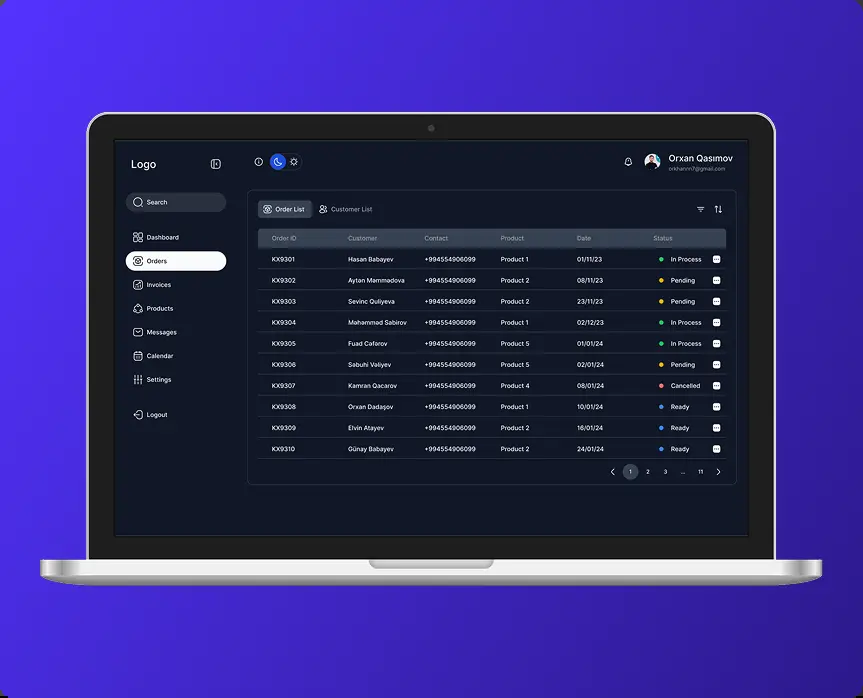 Logo
Orxan Qasımov
orkhanrn7@gmail.com
Search
Dashboard
Orders
Invoices
Products
Messages
Calendar
Settings
Logout
Order List Customer List
Order ID Customer Contact Product Date Status
KX9301 Hasan Babayev +994554906099 Product 1 01/11/23 In Process
KX9302 Aytən Məmmədova +994554906099 Product 2 08/11/23 Pending
KX9303 Sevinc Quliyeva +994554906099 Product 2 23/11/23 Pending
KX9304 Məhəmməd Sabirov +994554906099 Product 1 02/12/23 In Process
KX9305 Fuad Cəfərov +994554906099 Product 5 01/01/24 In Process
KX9306 Səbuhi Vəliyev +994554906099 Product 5 02/01/24 Pending
KX9307 Kamran Qacarov +994554906099 Product 4 08/01/24 Cancelled
KX9308 Orxan Dadaşov +994554906099 Product 1 10/01/24 Ready
KX9309 Elvin Atayev +994554906099 Product 2 16/01/24 Ready
KX9310 Günay Babayev +994554906099 Product 2 24/01/24 Ready
1 2 3 ... 11